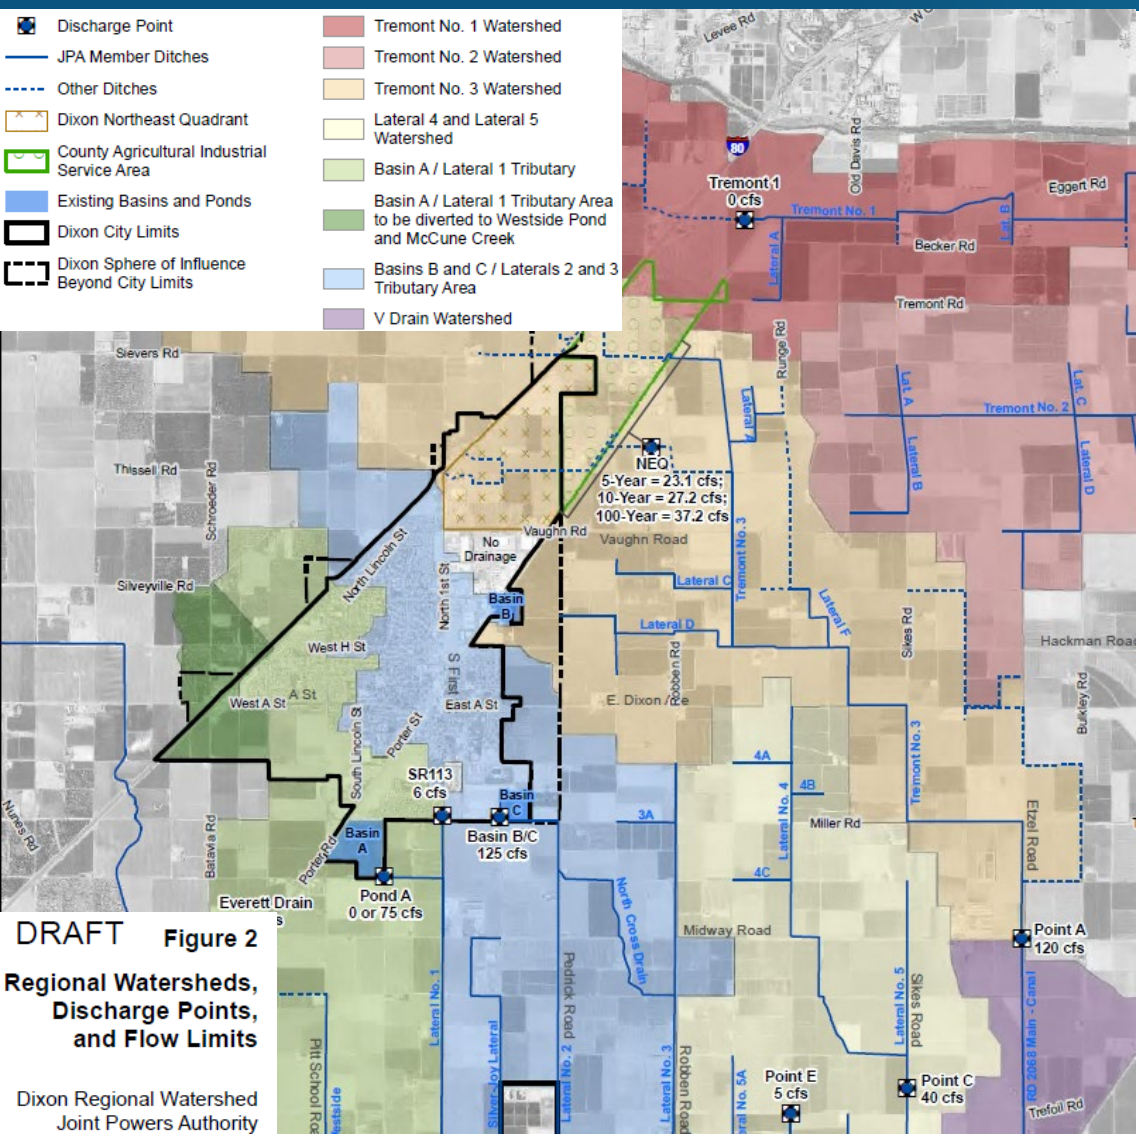 Discharge Point
JPA Member Ditches
Other Ditches
Dixon Northeast Quadrant
County Agricultural Industrial
Service Area
Existing Basins and Ponds
Dixon City Limits
Dixon Sphere of Influence
Beyond City Limits
Tremont No. 1 Watershed
Tremont No. 2 Watershed
Tremont No. 3 Watershed
Lateral 4 and Lateral 5
Watershed
Basin A / Lateral 1 Tributary
Basin A / Lateral 1 Tributary Area
to be diverted to Westside Pond
and McCune Creek
Basins B and C / Laterals 2 and 3
Tributary Area
V Drain Watershed
Levee Rd
80
Old Davis Rd
Tremont 1
0 cfs
Tremont No. 1
Lat. B
Eggert Rd
Lateral A
Becker Rd
Tremont Rd
Runge Rd
Sievers Rd
Lat. A
Lat. C
Tremont No. 2
Lateral A
Lateral B
Lateral D
Thissell Rd
Schroeder Rd
NEQ
5-Year = 23.1 cfs;
10-Year = 27.2 cfs;
100-Year = 37.2 cfs
Vaughn Rd
Vaughn Road
No
Drainage
North Lincoln St
North 1st St
Tremont No. 3
Silveyville Rd
Lateral C
Basin
B
Lateral D
Lateral F
Sikes Rd
Hackman Road
West H St
S First
Robben Rd
Bulkley Rd
A St
West A St
East A St
E. Dixon Ave
South Lincoln St
Porter St
Tremont No. 3
4A
4B
Lateral No. 4
SR113
6 cfs
Basin
C
3A
Miller Rd
Etzel Road
Nunes Rd
Batavia Rd
Porter Rd
Basin
A
Basin B/C
125 cfs
4C
Pond A
0 or 75 cfs
North Cross Drain
Everett Drain
Midway Road
Point A
120 cfs
DRAFT
Figure 2
Regional Watersheds,
Discharge Points,
and Flow Limits
Dixon Regional Watershed
Joint Powers Authority
Pedrick Road
Lateral No. 1
Lateral No. 5
Sikes Road
RD 2068 Main - Canal
Pitt School Ro
estside
Silver-Joy Lateral
Lateral No. 2
Lateral No. 3
Robben Road
ral No. 5A
Point E
5 cfs
Point C
40 cfs
Trefoil Rd